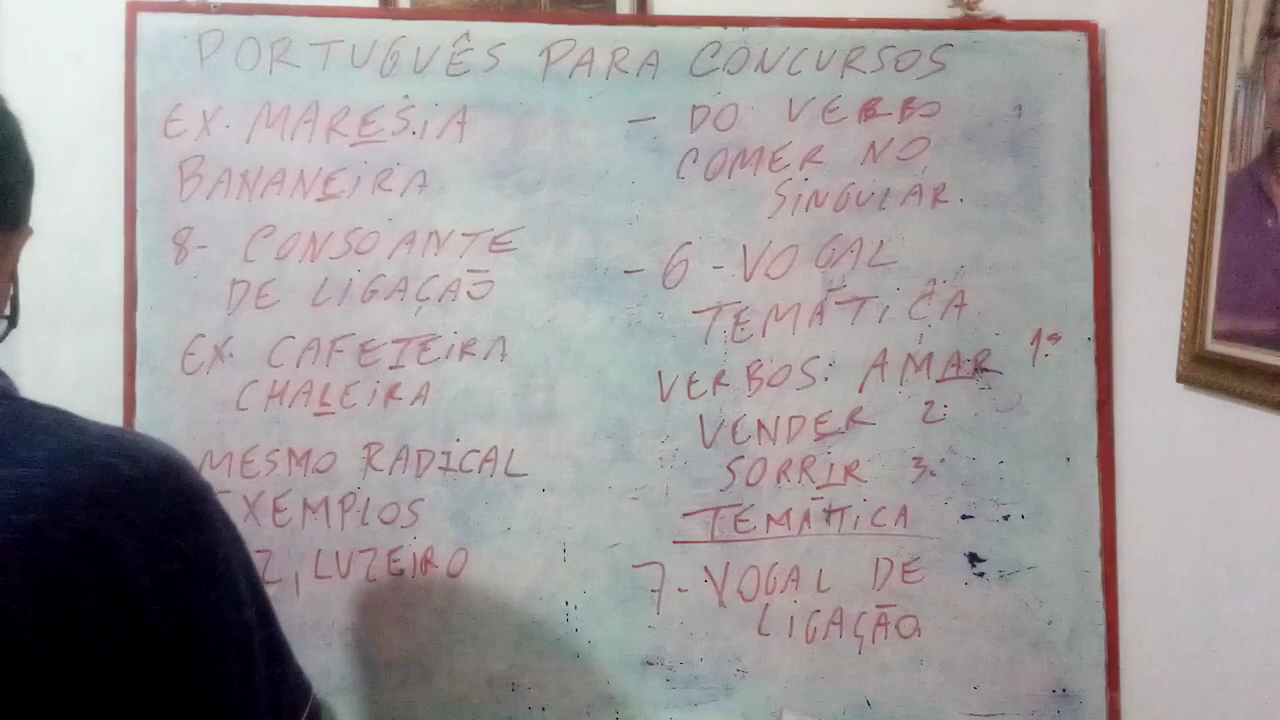 PORTUGUÊS PARA CONCURSOS
EX. MARESIA
BANANEIRA
8- CONSOANTE
DE LIGAÇÃO
EX. CAFETEIRA
CHALEIRA
MESMO RADICAL
EXEMPLOS
Z, LUZEIRO
- DO VERBO
COMER NO
SINGULAR.
- 6 - VOGAL
TEMÁTICA
VERBOS: AMAR 1ª
VENDER 2ª
SORRIR 3ª
TEMÁTICA
7- VOGAL DE
LIGAÇÃO